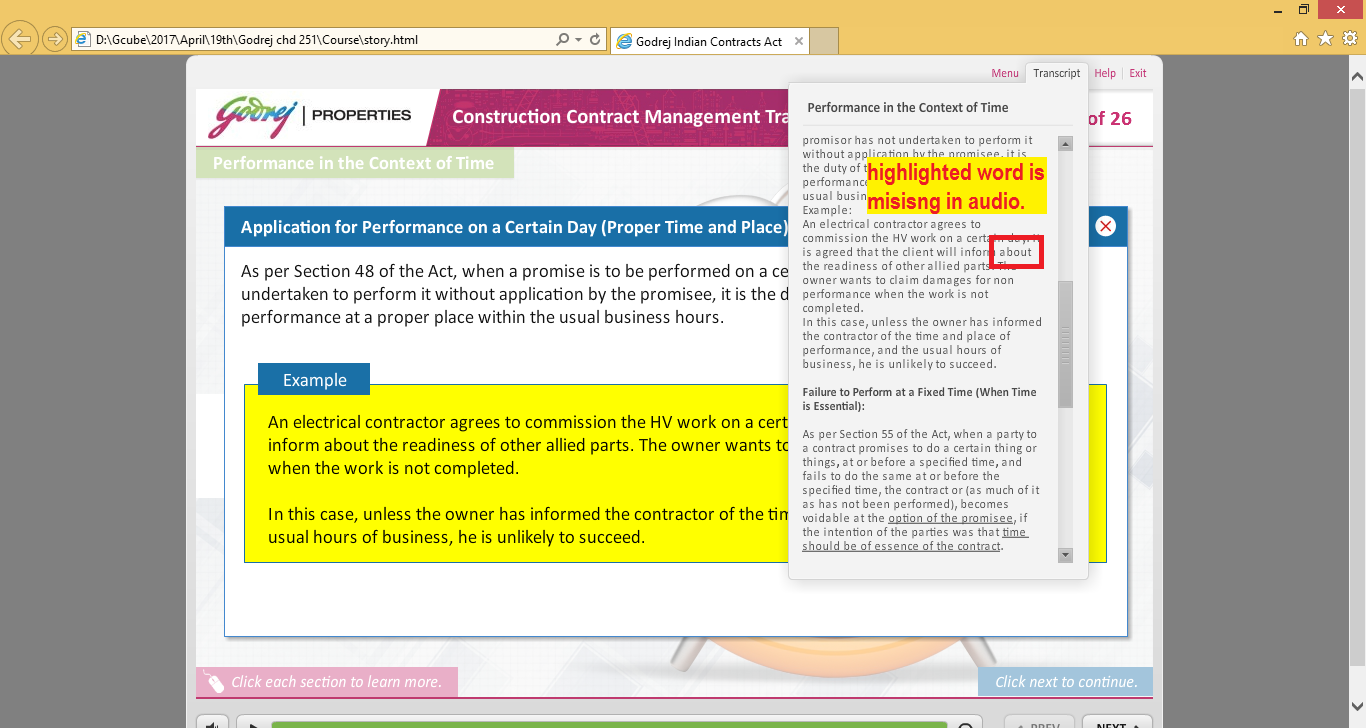 D:\Gcube\2017\April\19th\Godrej chd 251\Course\story.html
Godrej Indian Contracts Act
Menu Transcript Help Exit
Godrej PROPERTIES
Construction Contract Management Tra
of 26
Performance in the Context of Time
Application for Performance on a Certain Day (Proper Time and Place)
As per Section 48 of the Act, when a promise is to be performed on a ce
undertaken to perform it without application by the promisee, it is the d
performance at a proper place within the usual business hours.
Example
An electrical contractor agrees to commission the HV work on a cert
inform about the readiness of other allied parts. The owner wants to
when the work is not completed.
In this case, unless the owner has informed the contractor of the tim
usual hours of business, he is unlikely to succeed.
Performance in the Context of Time
promisor has not undertaken to perform it
without application by the promisee, it is
the duty of t
performance
usual busin
highlighted word is
misisng in audio.
Example:
An electrical contractor agrees to
commission the HV work on a certain day. It
is agreed that the client will inform about
the readiness of other allied parts. The
owner wants to claim damages for non
performance when the work is not
completed.
In this case, unless the owner has informed
the contractor of the time and place of
performance, and the usual hours of
business, he is unlikely to succeed.
Failure to Perform at a Fixed Time (When Time
is Essential):
As per Section 55 of the Act, when a party to
a contract promises to do a certain thing or
things, at or before a specified time, and
fails to do the same at or before the
specified time, the contract or (as much of it
as has not been performed), becomes
voidable at the option of the promisee, if
the intention of the parties was that time
should be of essence of the contract.
Click each section to learn more.
Click next to continue.
PREV NEXT